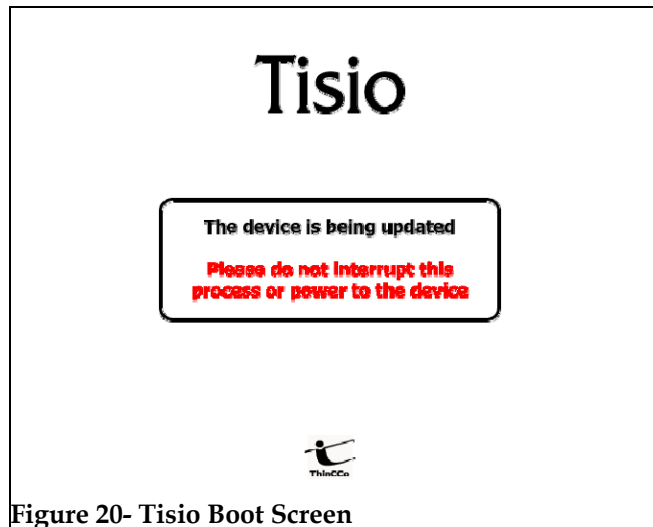 Tisio
The device is being updated
Please do not interrupt this
process or power to the device
ThinCCo
Figure 20- Tisio Boot Screen